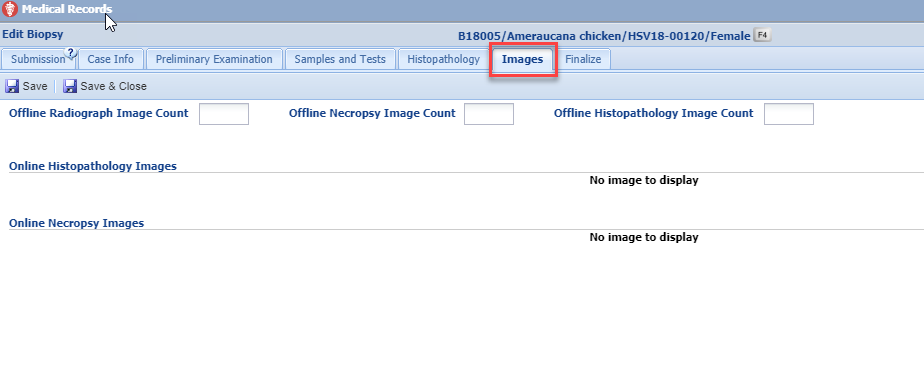 Medical Records
Edit Biopsy B18005/Ameraucana chicken/HSV18-00120/Female F4
Submission ? Case Info Preliminary Examination Samples and Tests Histopathology Images Finalize
Save Save & Close
Offline Radiograph Image Count Offline Necropsy Image Count Offline Histopathology Image Count
Online Histopathology Images
No image to display
Online Necropsy Images
No image to display